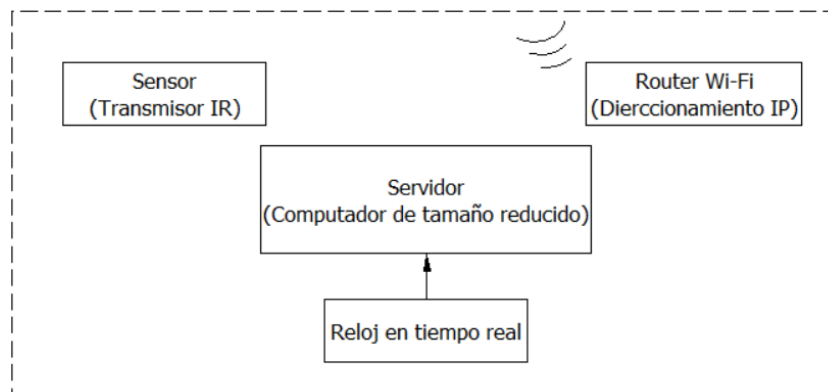 Sensor
(Transmisor IR)
Router Wi-Fi
(Dierccionamiento IP)
Servidor
(Computador de tamaño reducido)
Reloj en tiempo real